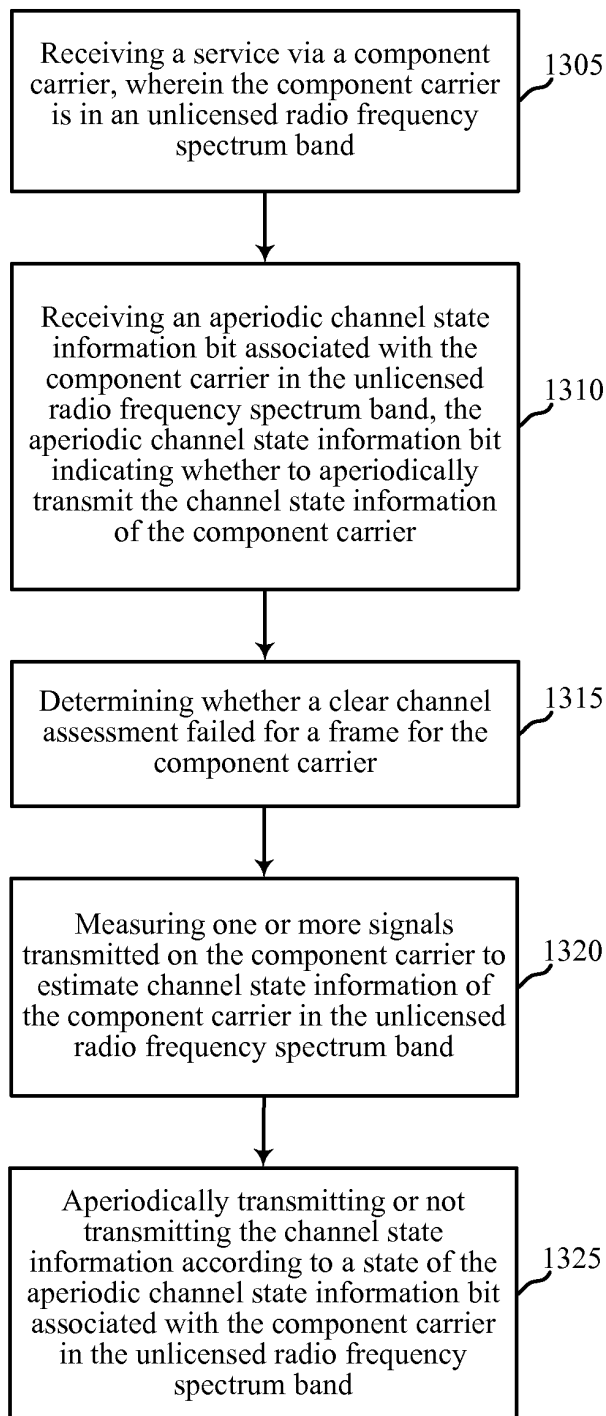 Receiving a service via a component
carrier, wherein the component carrier
is in an unlicensed radio frequency
spectrum band
1305
Receiving an aperiodic channel state
information bit associated with the
component carrier in the unlicensed
radio frequency spectrum band, the
aperiodic channel state information bit
indicating whether to aperiodically
transmit the channel state information
of the component carrier
1310
Determining whether a clear channel
assessment failed for a frame for the
component carrier
1315
Measuring one or more signals
transmitted on the component carrier to
estimate channel state information of
the component carrier in the unlicensed
radio frequency spectrum band
1320
Aperiodically transmitting or not
transmitting the channel state
information according to a state of the
aperiodic channel state information bit
associated with the component carrier
in the unlicensed radio frequency
spectrum band
1325